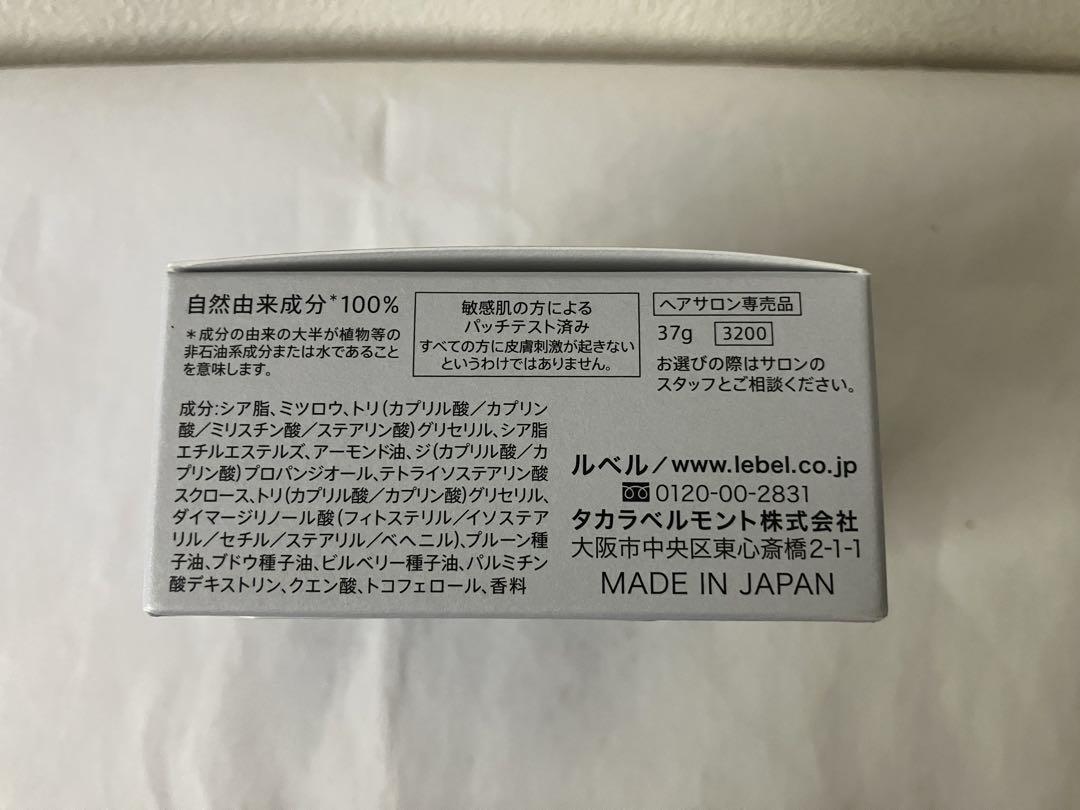 自然由来成分*100%
*成分の由来の大半が植物等の
非石油系成分または水であること
を意味します。
敏感肌の方による
パッチテスト済み
すべての方に皮膚刺激が起きない
というわけではありません。
ヘアサロン専売品
37g 3200
お選びの際はサロンの
スタッフとご相談ください。
成分:シア脂、ミツロウ、トリ(カプリル酸/カプリン
酸/ミリスチン酸/ステアリン酸)グリセリル、シア脂
エチルエステルズ、アーモンド油、ジ(カプリル酸/カ
プリン酸)プロパンジオール、テトライソステアリン酸
スクロース、トリ(カプリル酸/カプリン酸)グリセリル、
ダイマージリノール酸(フィトステリル/イソステア
リル/セチル/ステアリル/ベヘニル)、プルーン種
子油、ブドウ種子油、ビルベリー種子油、パルミチン
酸デキストリン、クエン酸、トコフェロール、香料
ルベル/www.lebel.co.jp
0120-00-2831
タカラベルモント株式会社
大阪市中央区東心斎橋2-1-1
MADE IN JAPAN